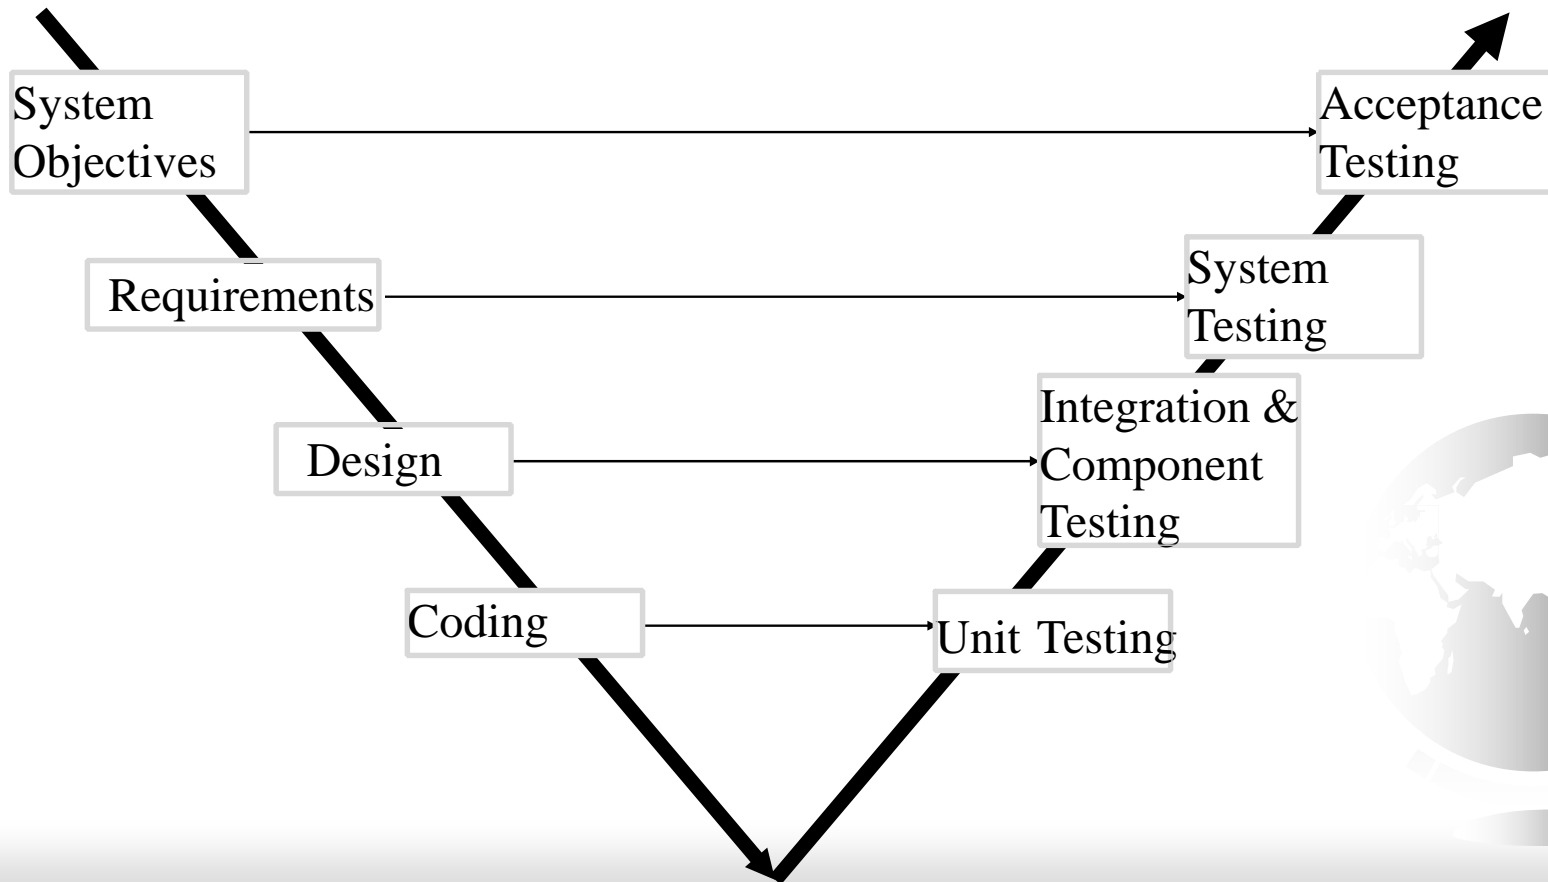 System
Objectives
Acceptance
Testing
Requirements
System
Testing
Design
Integration &
Component
Testing
Coding
Unit Testing